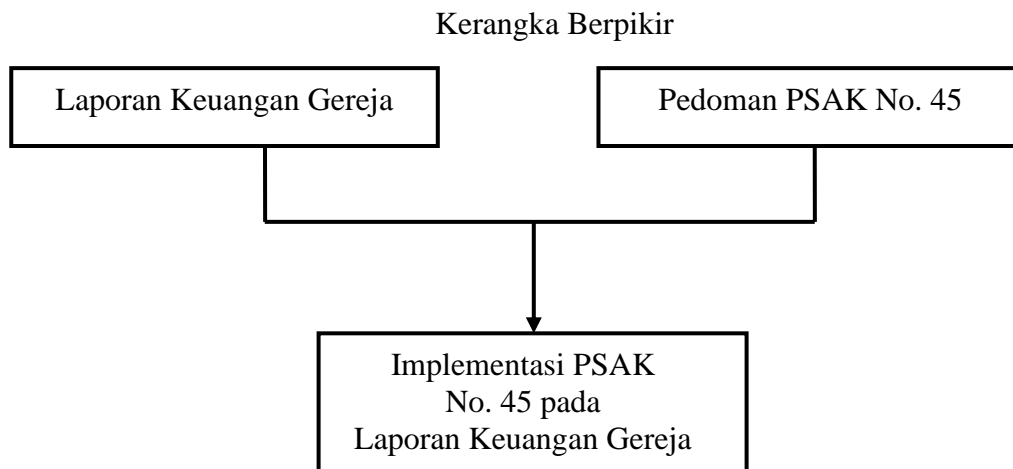 Kerangka Berpikir
Laporan Keuangan Gereja
Pedoman PSAK No. 45
Implementasi PSAK
No. 45 pada
Laporan Keuangan Gereja